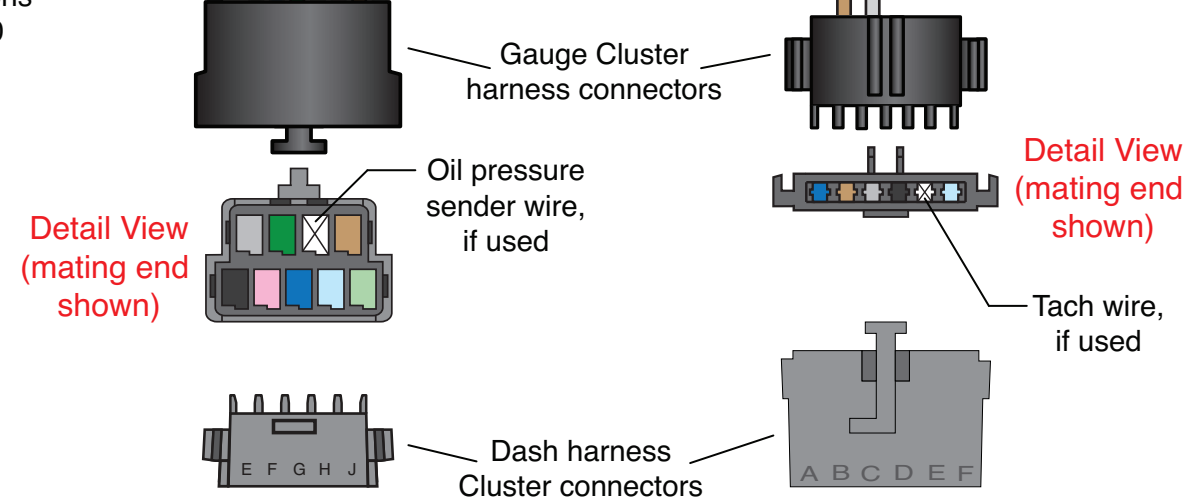 Gauge Cluster
harness connectors
Oil pressure
sender wire,
if used
Detail View
(mating end
shown)
Detail View
(mating end
shown)
Tach wire,
if used
E F G H J
Dash harness
Cluster connectors
A B C D E F